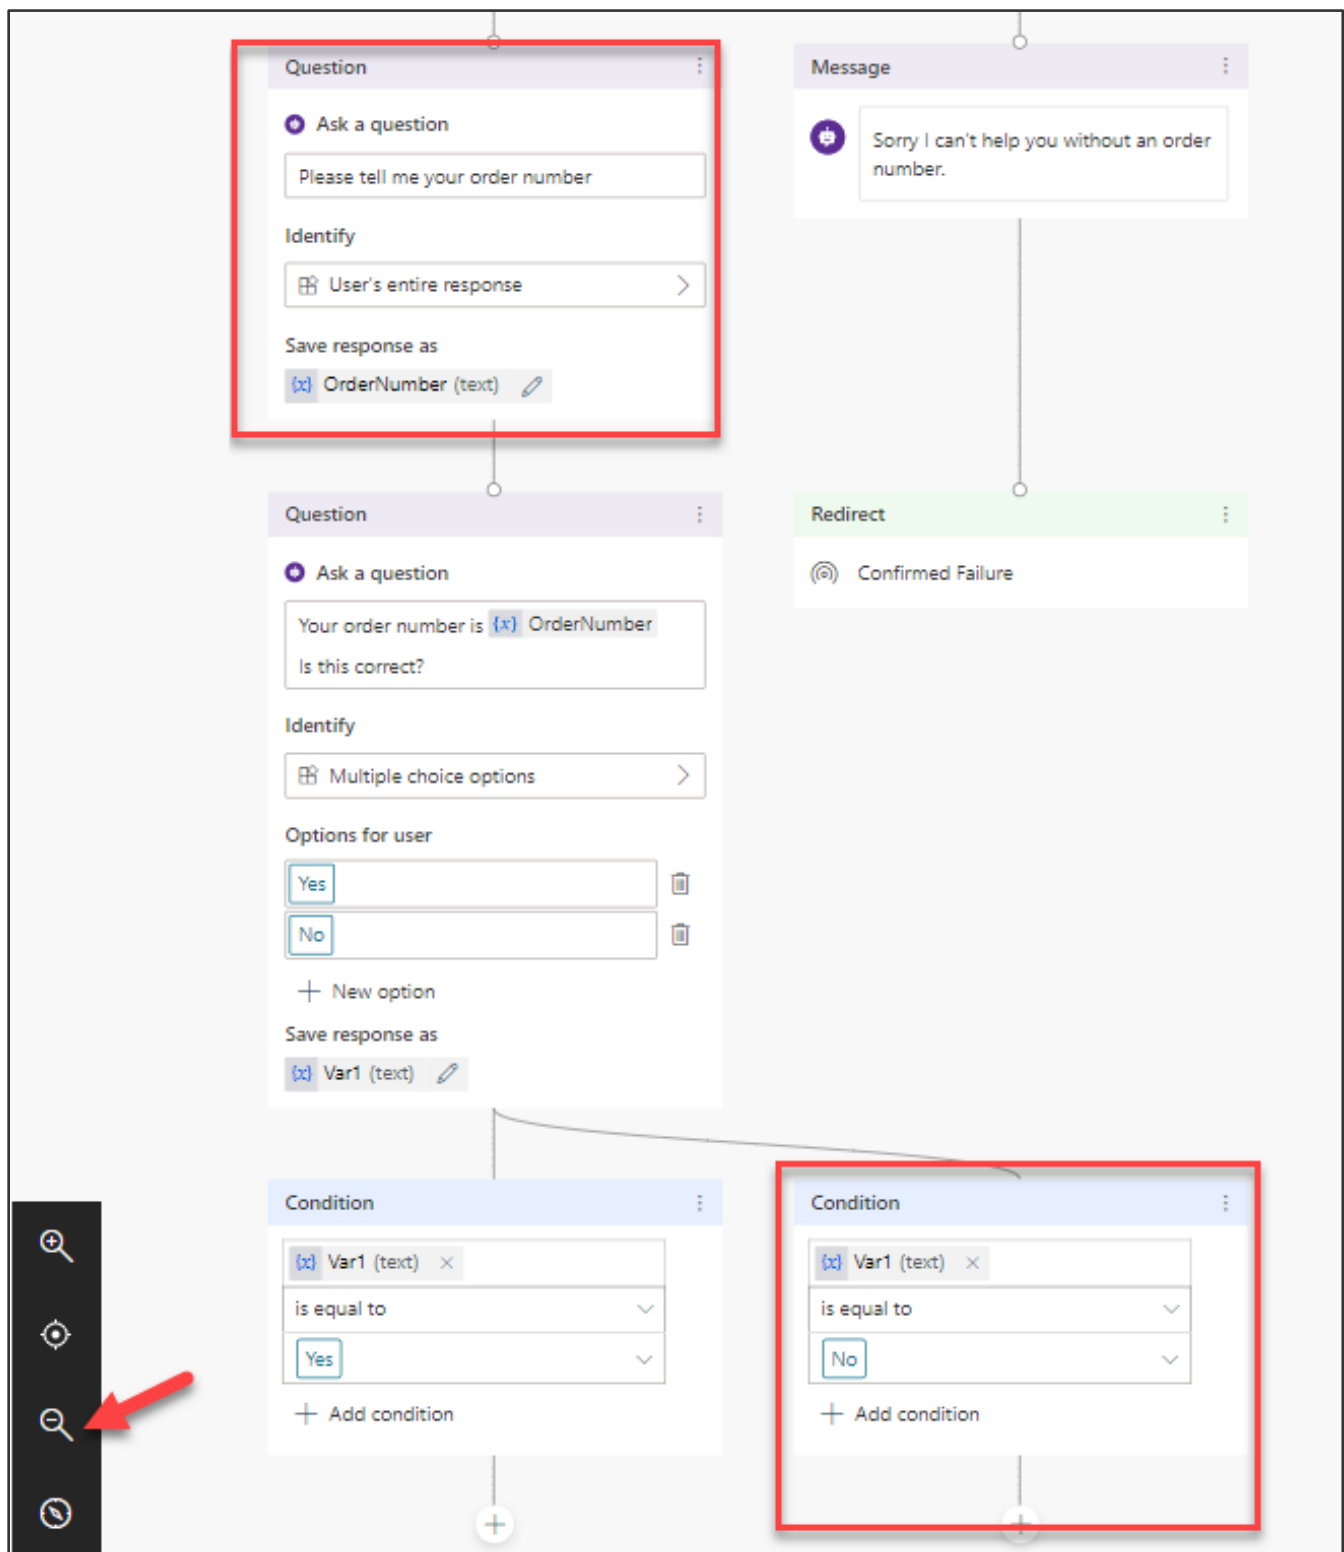 Question
Ask a question
Please tell me your order number
Identify
User's entire response
Save response as
{x} OrderNumber (text)
Message
Sorry I can't help you without an order
number.
Question
Ask a question
Your order number is {x} OrderNumber
Is this correct?
Identify
Multiple choice options
Options for user
Yes
No
New option
Save response as
{x} Var1 (text)
Redirect
Confirmed Failure
Condition
{x} Var1 (text)
is equal to
Yes
Add condition
Condition
{x} Var1 (text)
is equal to
No
Add condition